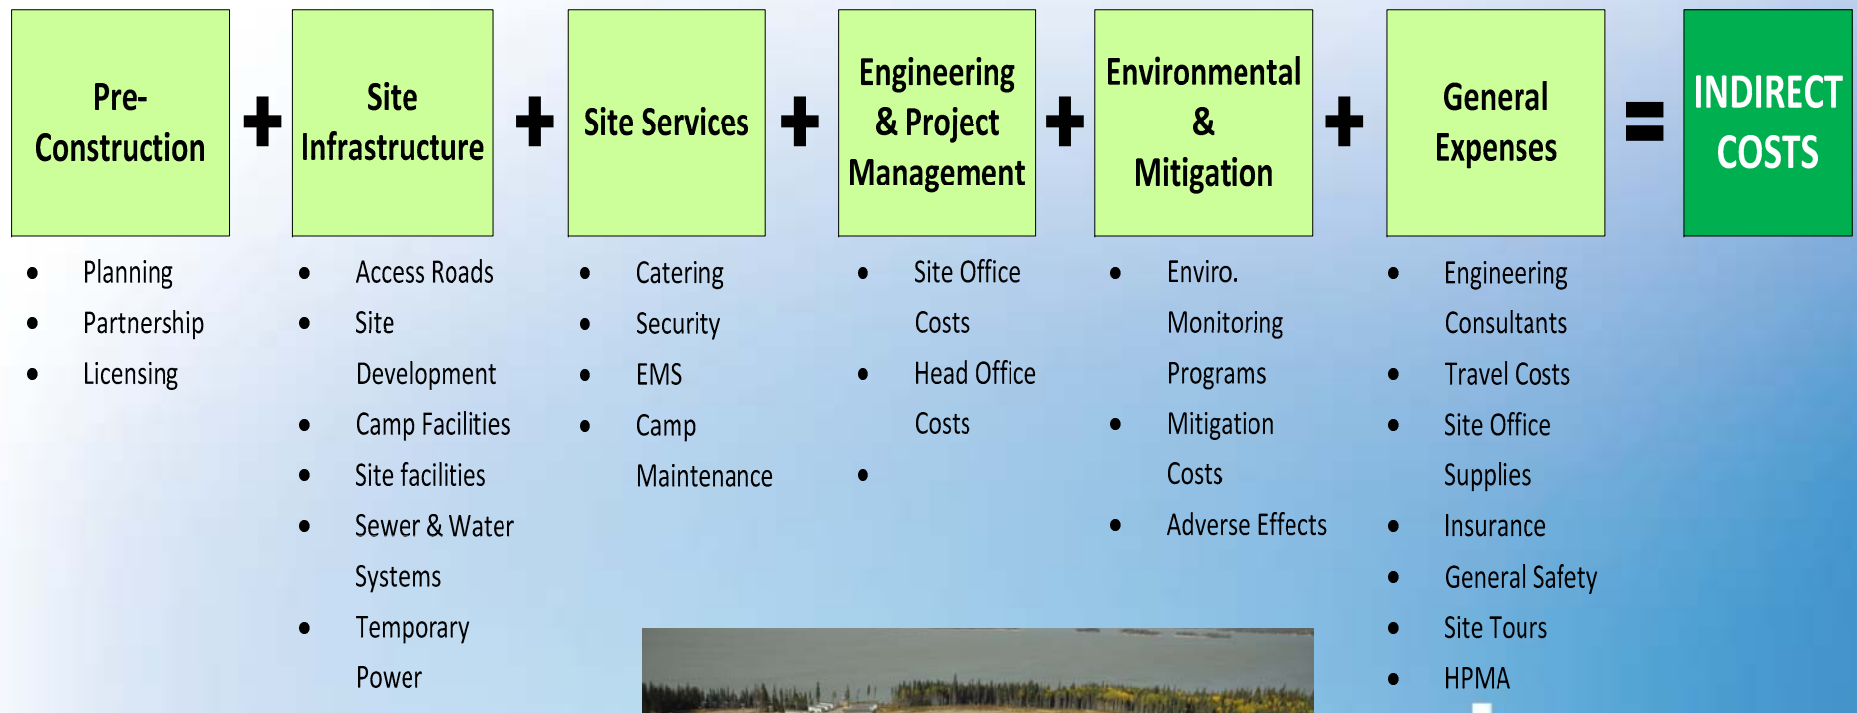 Pre-
Construction
+
Site
Infrastructure
+
Site Services
+
Engineering
& Project
Management
+
Environmental
&
Mitigation
+
General
Expenses
=
INDIRECT
COSTS
• Planning
• Partnership
• Licensing
• Access Roads
• Site
Development
• Camp Facilities
• Site facilities
• Sewer & Water
Systems
• Temporary
Power
• Catering
• Security
• EMS
• Camp
Maintenance
• Site Office
Costs
• Head Office
Costs
•
• Enviro.
Monitoring
Programs
• Mitigation
Costs
• Adverse Effects
• Engineering
Consultants
• Travel Costs
• Site Office
Supplies
• Insurance
• General Safety
• Site Tours
• HPMA